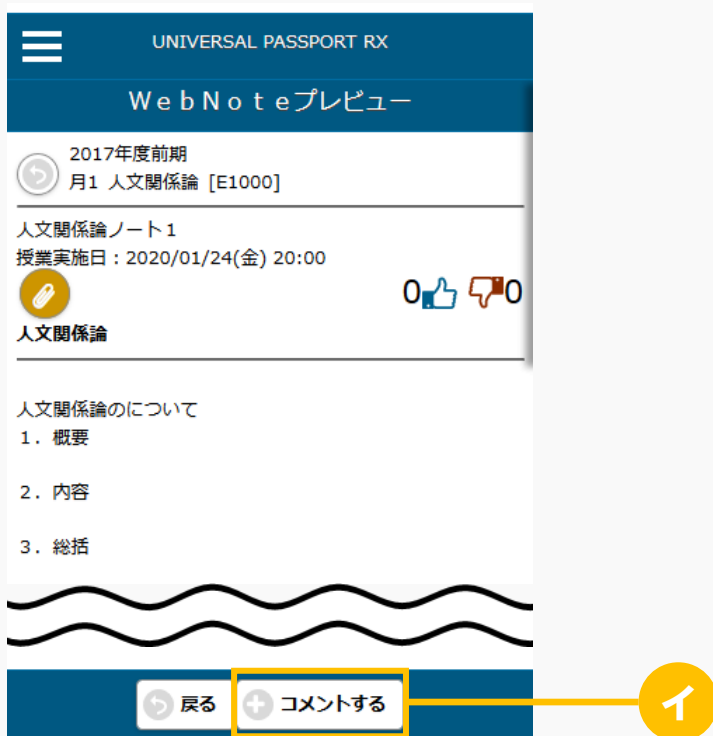 UNIVERSAL PASSPORT RX
ＷｅｂＮｏｔｅプレビュー
2017年度前期
月1 人文関係論 [E1000]
人文関係論ノート1
授業実施日：2020/01/24(金) 20:00
0 0
人文関係論
人文関係論のについて
1．概要
2．内容
3．総括
戻る コメントする
イ